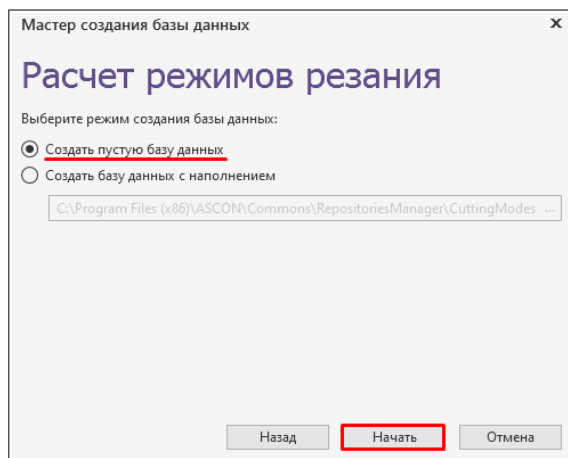 Мастер создания базы данных x
Расчет режимов резания
Выберите режим создания базы данных:
Создать пустую базу данных
Создать базу данных с наполнением
C:\Program Files (x86)\ASCON\Commons\RepositoriesManager\CuttingModes ...
Назад Начать Отмена